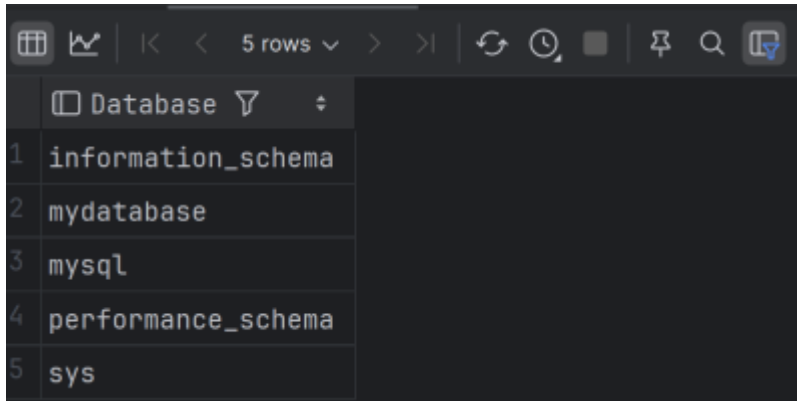 5 rows
Database
1 information_schema
2 mydatabase
3 mysql
4 performance_schema
5 sys